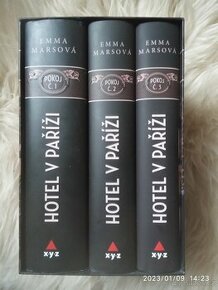 EMMA
MARSOVÁ
POKOJ
Č. 1
HOTEL V PAŘÍŽI
xyz
EMMA
MARSOVÁ
POKOJ
Č. 2
HOTEL V PAŘÍŽI
xyz
EMMA
MARSOVÁ
POKOJ
Č. 3
HOTEL V PAŘÍŽI
xyz
2023/01/09 14:23